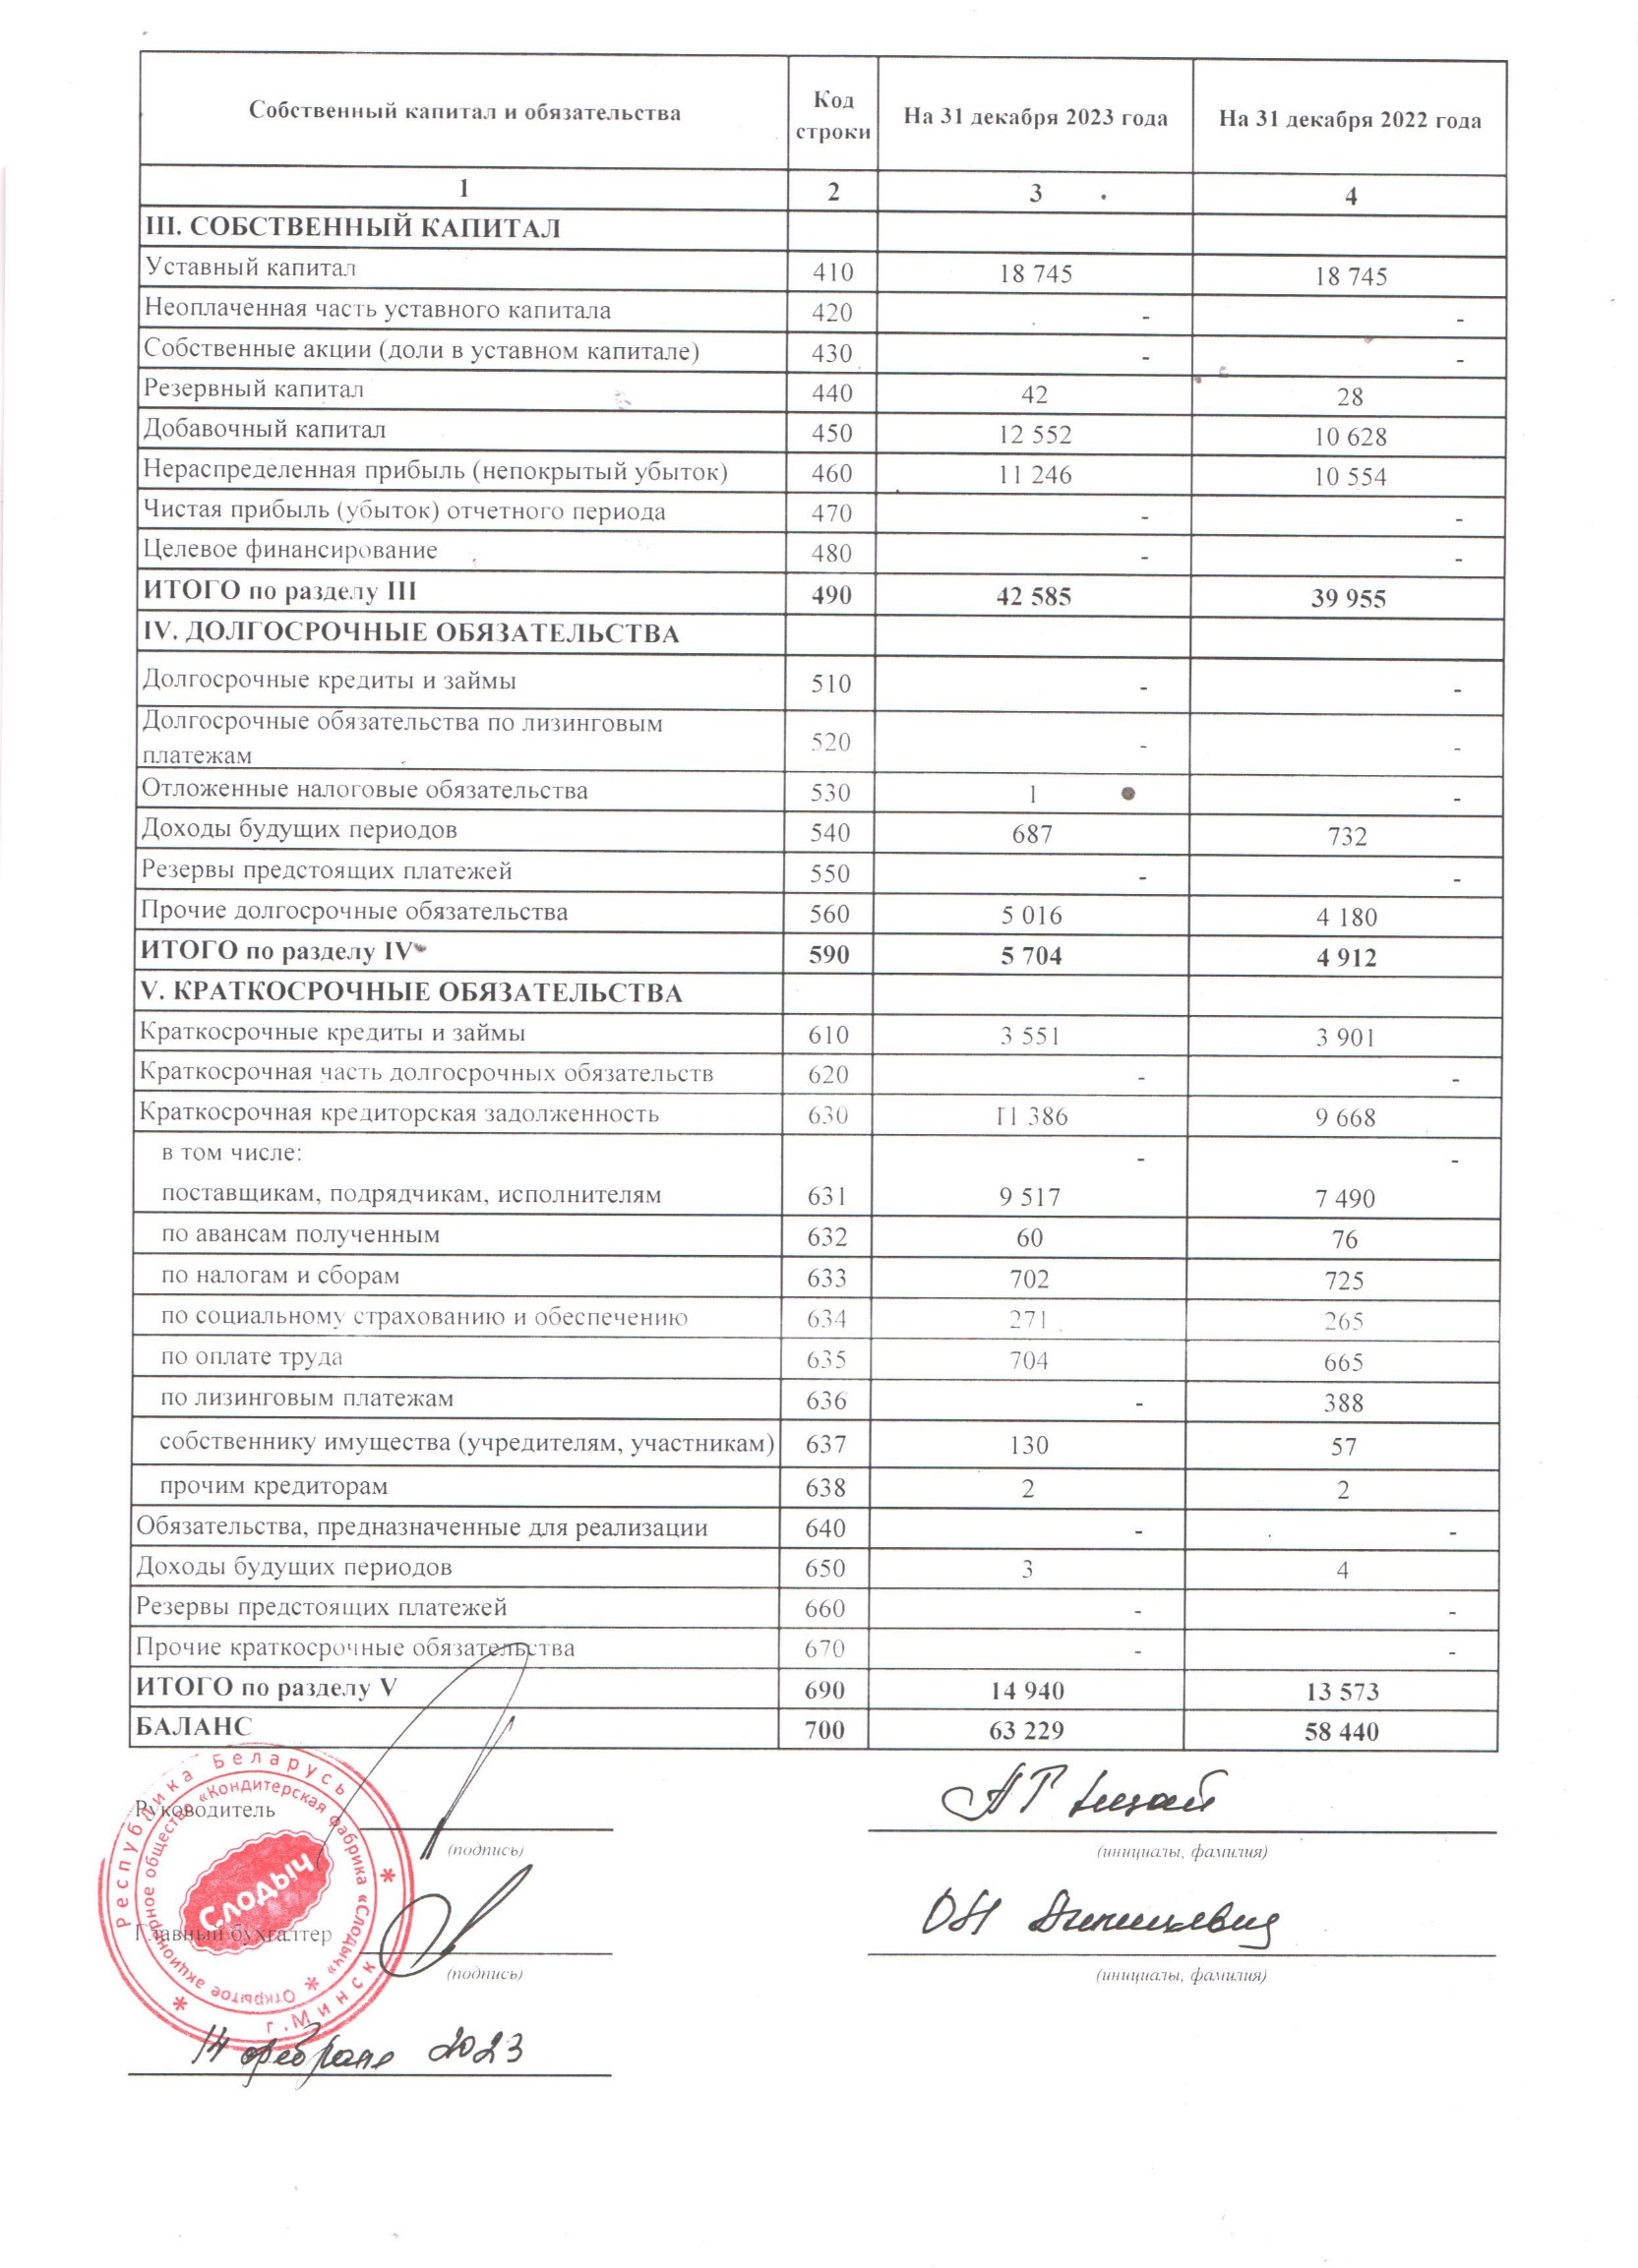 Собственный капитал и обязательства
Код строки
На 31 декабря 2023 года
На 31 декабря 2022 года
1 2 3 4
III. СОБСТВЕННЫЙ КАПИТАЛ
Уставный капитал 410 18 745 18 745
Неоплаченная часть уставного капитала 420 - -
Собственные акции (доли в уставном капитале) 430 - -
Резервный капитал 440 42 28
Добавочный капитал 450 12 552 10 628
Нераспределенная прибыль (непокрытый убыток) 460 11 246 10 554
Чистая прибыль (убыток) отчетного периода 470 - -
Целевое финансирование 480 - -
ИТОГО по разделу III 490 42 585 39 955
IV. ДОЛГОСРОЧНЫЕ ОБЯЗАТЕЛЬСТВА
Долгосрочные кредиты и займы 510 - -
Долгосрочные обязательства по лизинговым
платежам 520 - -
Отложенные налоговые обязательства 530 1 -
Доходы будущих периодов 540 687 732
Резервы предстоящих платежей 550 - -
Прочие долгосрочные обязательства 560 5 016 4 180
ИТОГО по разделу IV 590 5 704 4 912
V. КРАТКОСРОЧНЫЕ ОБЯЗАТЕЛЬСТВА
Краткосрочные кредиты и займы 610 3 551 3 901
Краткосрочная часть долгосрочных обязательств 620 - -
Краткосрочная кредиторская задолженность 630 11 386 9 668
в том числе: - -
поставщикам, подрядчикам, исполнителям 631 9 517 7 490
по авансам полученным 632 60 76
по налогам и сборам 633 702 725
по социальному страхованию и обеспечению 634 271 265
по оплате труда 635 704 665
по лизинговым платежам 636 - 388
собственнику имущества (учредителям, участникам) 637 130 57
прочим кредиторам 638 2 2
Обязательства, предназначенные для реализации 640 - -
Доходы будущих периодов 650 3 4
Резервы предстоящих платежей 660 - -
Прочие краткосрочные обязательства 670 - -
ИТОГО по разделу V 690 14 940 13 573
БАЛАНС 700 63 229 58 440
Республика Беларусь
г. Минск
Открытое акционерное общество «Кондитерская фабрика «Слодыч»
Слодыч
Руководитель
(подпись) (инициалы, фамилия)
Главный бухгалтер
(подпись) (инициалы, фамилия)
14 февраля 2023